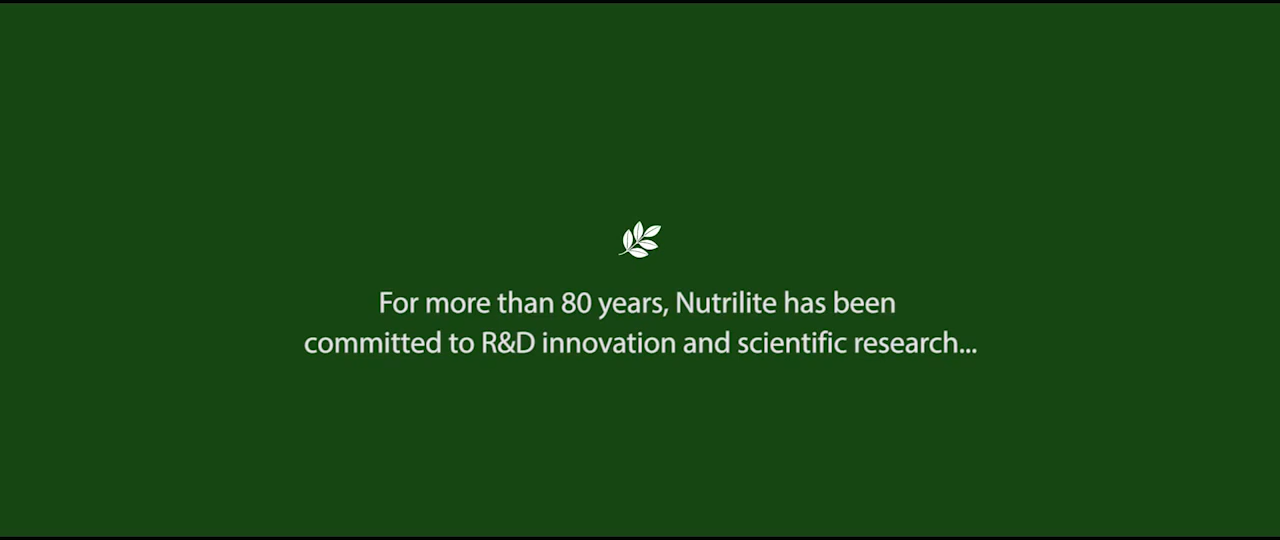 For more than 80 years, Nutrilite has been
committed to R&D innovation and scientific research...